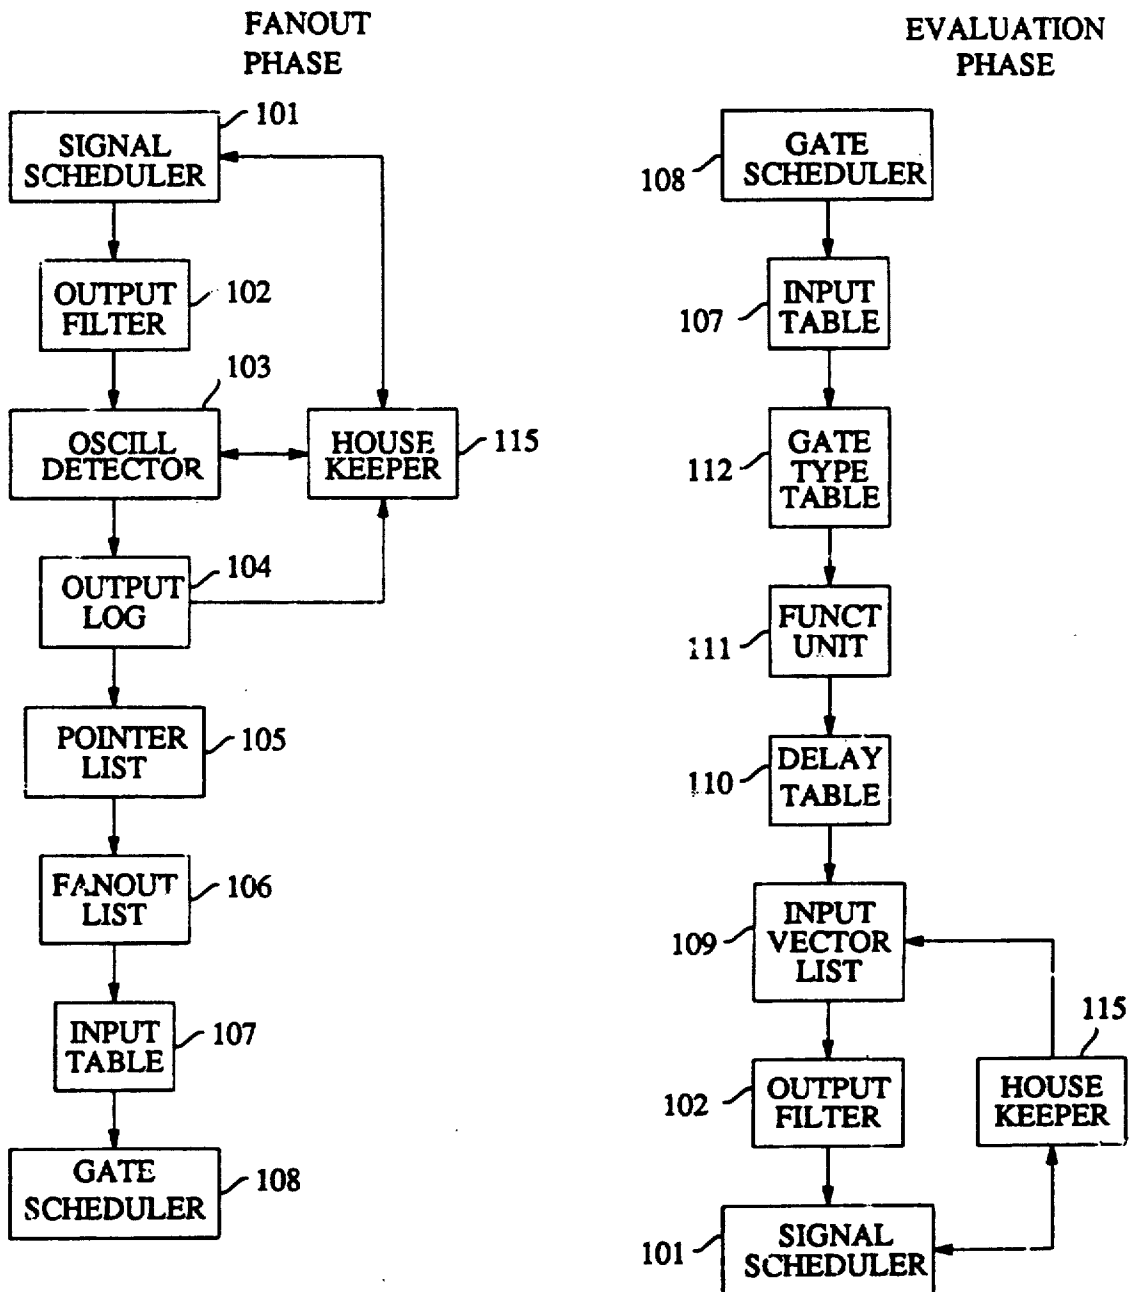 FANOUT
PHASE
101
SIGNAL
SCHEDULER
OUTPUT
FILTER
102
103
OSCILL
DETECTOR
HOUSE
KEEPER
115
OUTPUT
LOG
104
POINTER
LIST
105
FANOUT
LIST
106
INPUT
TABLE
107
GATE
SCHEDULER
108
EVALUATION
PHASE
GATE
SCHEDULER
108
INPUT
TABLE
107
GATE
TYPE
TABLE
112
FUNCT
UNIT
111
DELAY
TABLE
110
INPUT
VECTOR
LIST
109
115
HOUSE
KEEPER
OUTPUT
FILTER
102
SIGNAL
SCHEDULER
101